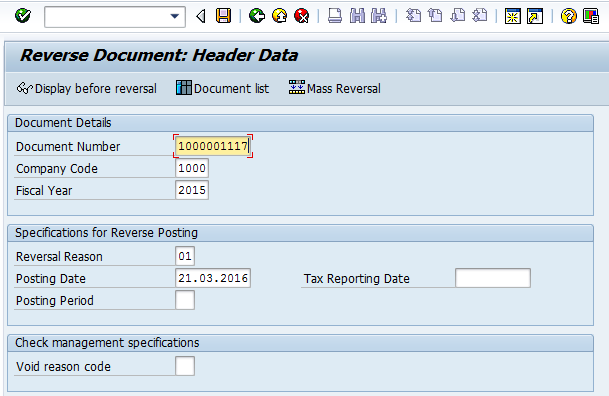 Reverse Document: Header Data
Display before reversal Document list Mass Reversal
Document Details
Document Number 1000001117
Company Code 1000
Fiscal Year 2015
Specifications for Reverse Posting
Reversal Reason 01
Posting Date 21.03.2016 Tax Reporting Date
Posting Period
Check management specifications
Void reason code